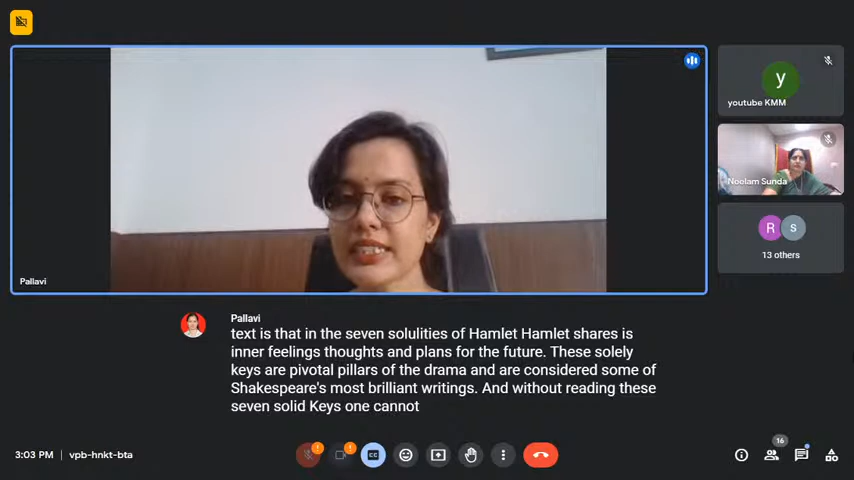 y
youtube KMM
Neelam Sunda
R
s
13 others
Pallavi
Pallavi
text is that in the seven solulities of Hamlet Hamlet shares is
inner feelings thoughts and plans for the future. These solely
keys are pivotal pillars of the drama and are considered some of
Shakespeare's most brilliant writings. And without reading these
seven solid Keys one cannot
3:03 PM | vpb-hnkt-bta
CC
16